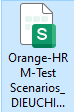 S
Orange-HR
M-Test
Scenarios_
DIEUCHI...